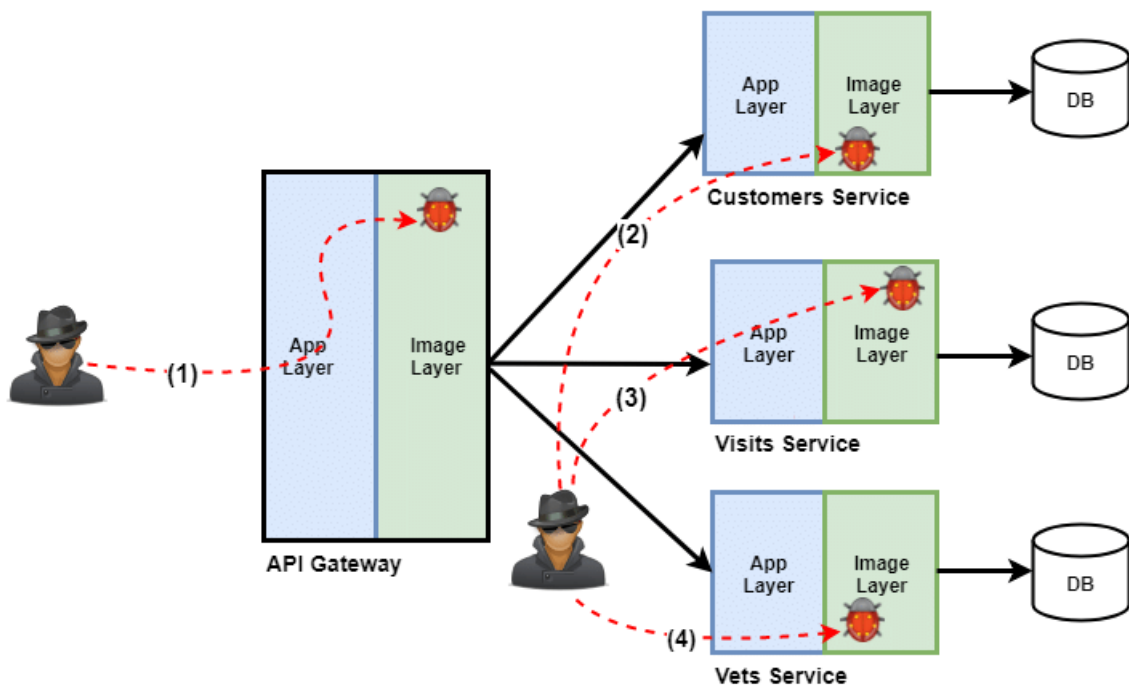 App
Layer
Image
Layer
DB
Customers Service
(2)
(1)
App
Layer
Image
Layer
API Gateway
App
Layer
Image
Layer
DB
(3)
Visits Service
App
Layer
Image
Layer
DB
(4)
Vets Service